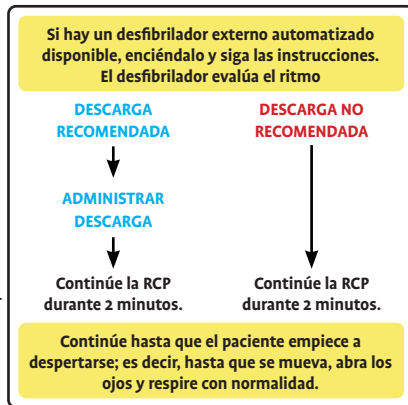 Si hay un desfibrilador externo automatizado
disponible, enciéndalo y siga las instrucciones.
El desfibrilador evalúa el ritmo
DESCARGA
RECOMENDADA
DESCARGA NO
RECOMENDADA
ADMINISTRAR
DESCARGA
Continúe la RCP
durante 2 minutos.
Continúe la RCP
durante 2 minutos.
Continúe hasta que el paciente empiece a
despertarse; es decir, hasta que se mueva, abra los
ojos y respire con normalidad.